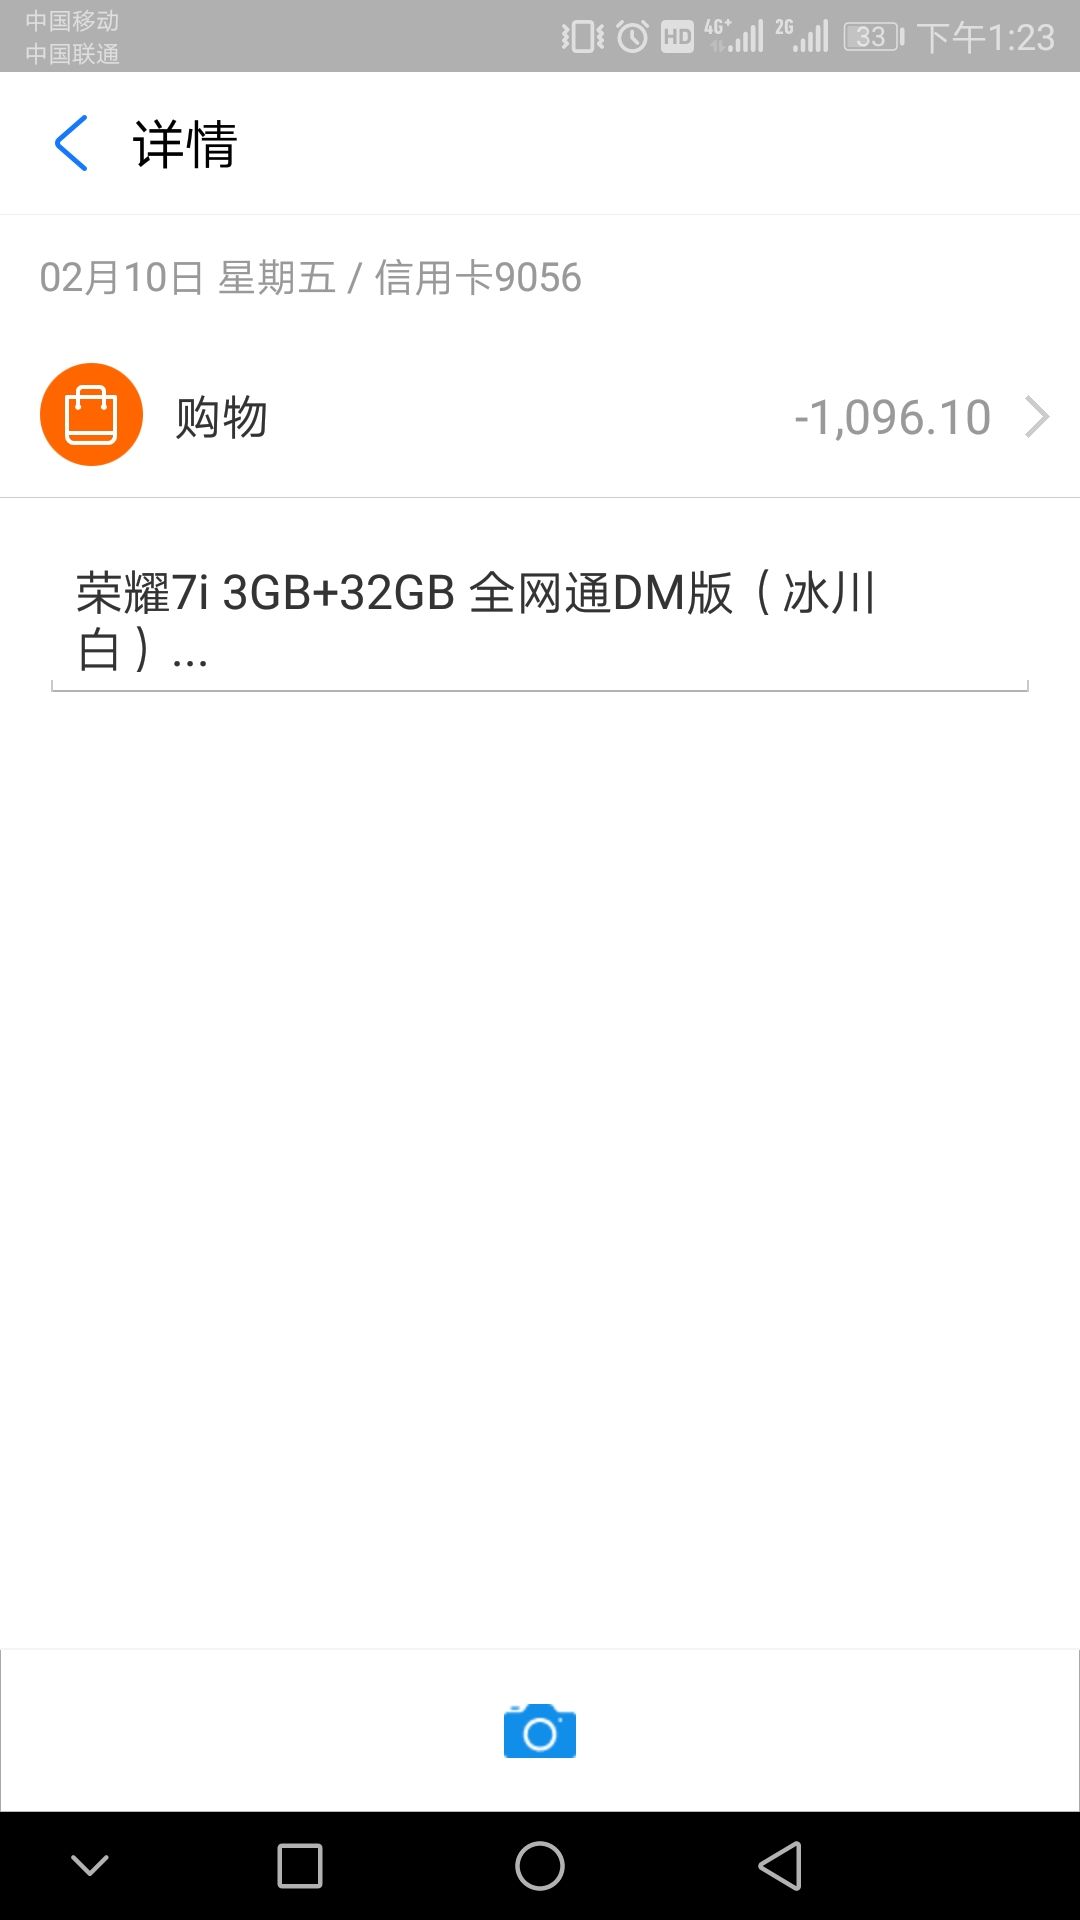 中国移动
中国联通
HD 4G+ 2G 33 下午1:23
详情
02月10日 星期五 / 信用卡9056
购物 -1,096.10
荣耀7i 3GB+32GB 全网通DM版（冰川
白）...